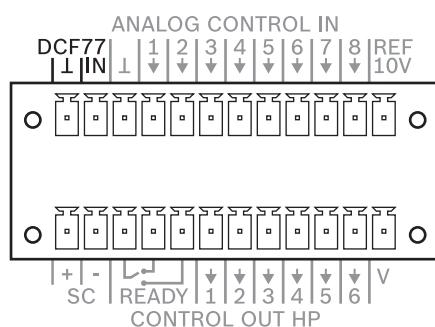 ANALOG CONTROL IN
DCF77 1 2 3 4 5 6 7 8 REF
⊥ IN ⊥ ↓ ↓ ↓ ↓ ↓ ↓ ↓ ↓ 10V
+ - ↓ ↓ ↓ ↓ ↓ ↓ V
SC READY 1 2 3 4 5 6
CONTROL OUT HP